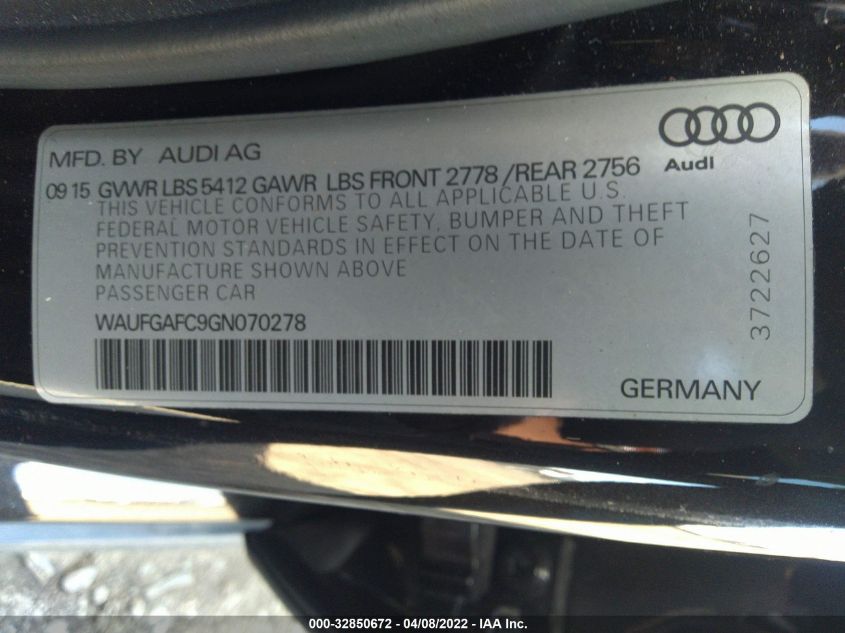 MFD. BY AUDI AG
Audi
09 15 GVWR LBS 5412 GAWR LBS FRONT 2778 /REAR 2756
THIS VEHICLE CONFORMS TO ALL APPLICABLE U.S.
FEDERAL MOTOR VEHICLE SAFETY, BUMPER AND THEFT
PREVENTION STANDARDS IN EFFECT ON THE DATE OF
MANUFACTURE SHOWN ABOVE
PASSENGER CAR
WAUFGAFC9GN070278
3722627
GERMANY
000-32850672 - 04/08/2022 - Copyright © IAA, Inc.